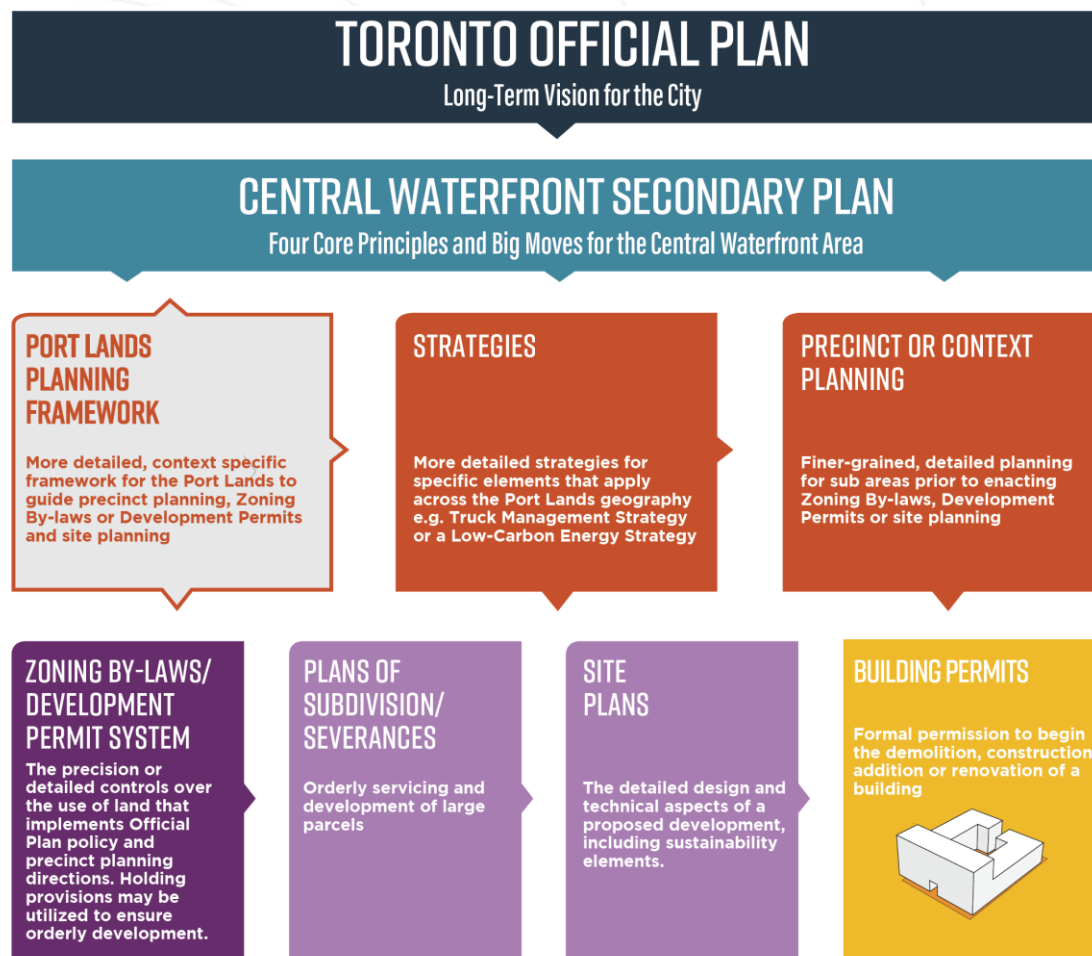 TORONTO OFFICIAL PLAN
Long-Term Vision for the City
CENTRAL WATERFRONT SECONDARY PLAN
Four Core Principles and Big Moves for the Central Waterfront Area
PORT LANDS
PLANNING
FRAMEWORK
More detailed, context specific
framework for the Port Lands to
guide precinct planning, Zoning
By-laws or Development Permits
and site planning
STRATEGIES
More detailed strategies for
specific elements that apply
across the Port Lands geography
e.g. Truck Management Strategy
or a Low-Carbon Energy Strategy
PRECINCT OR CONTEXT
PLANNING
Finer-grained, detailed planning
for sub areas prior to enacting
Zoning By-laws, Development
Permits or site planning
ZONING BY-LAWS/
DEVELOPMENT
PERMIT SYSTEM
The precision or
detailed controls over
the use of land that
implements Official
Plan policy and
precinct planning
directions. Holding
provisions may be
utilized to ensure
orderly development.
PLANS OF
SUBDIVISION/
SEVERANCES
Orderly servicing and
development of large
parcels
SITE
PLANS
The detailed design and
technical aspects of a
proposed development,
including sustainability
elements.
BUILDING PERMITS
Formal permission to begin
the demolition, construction
addition or renovation of a
building